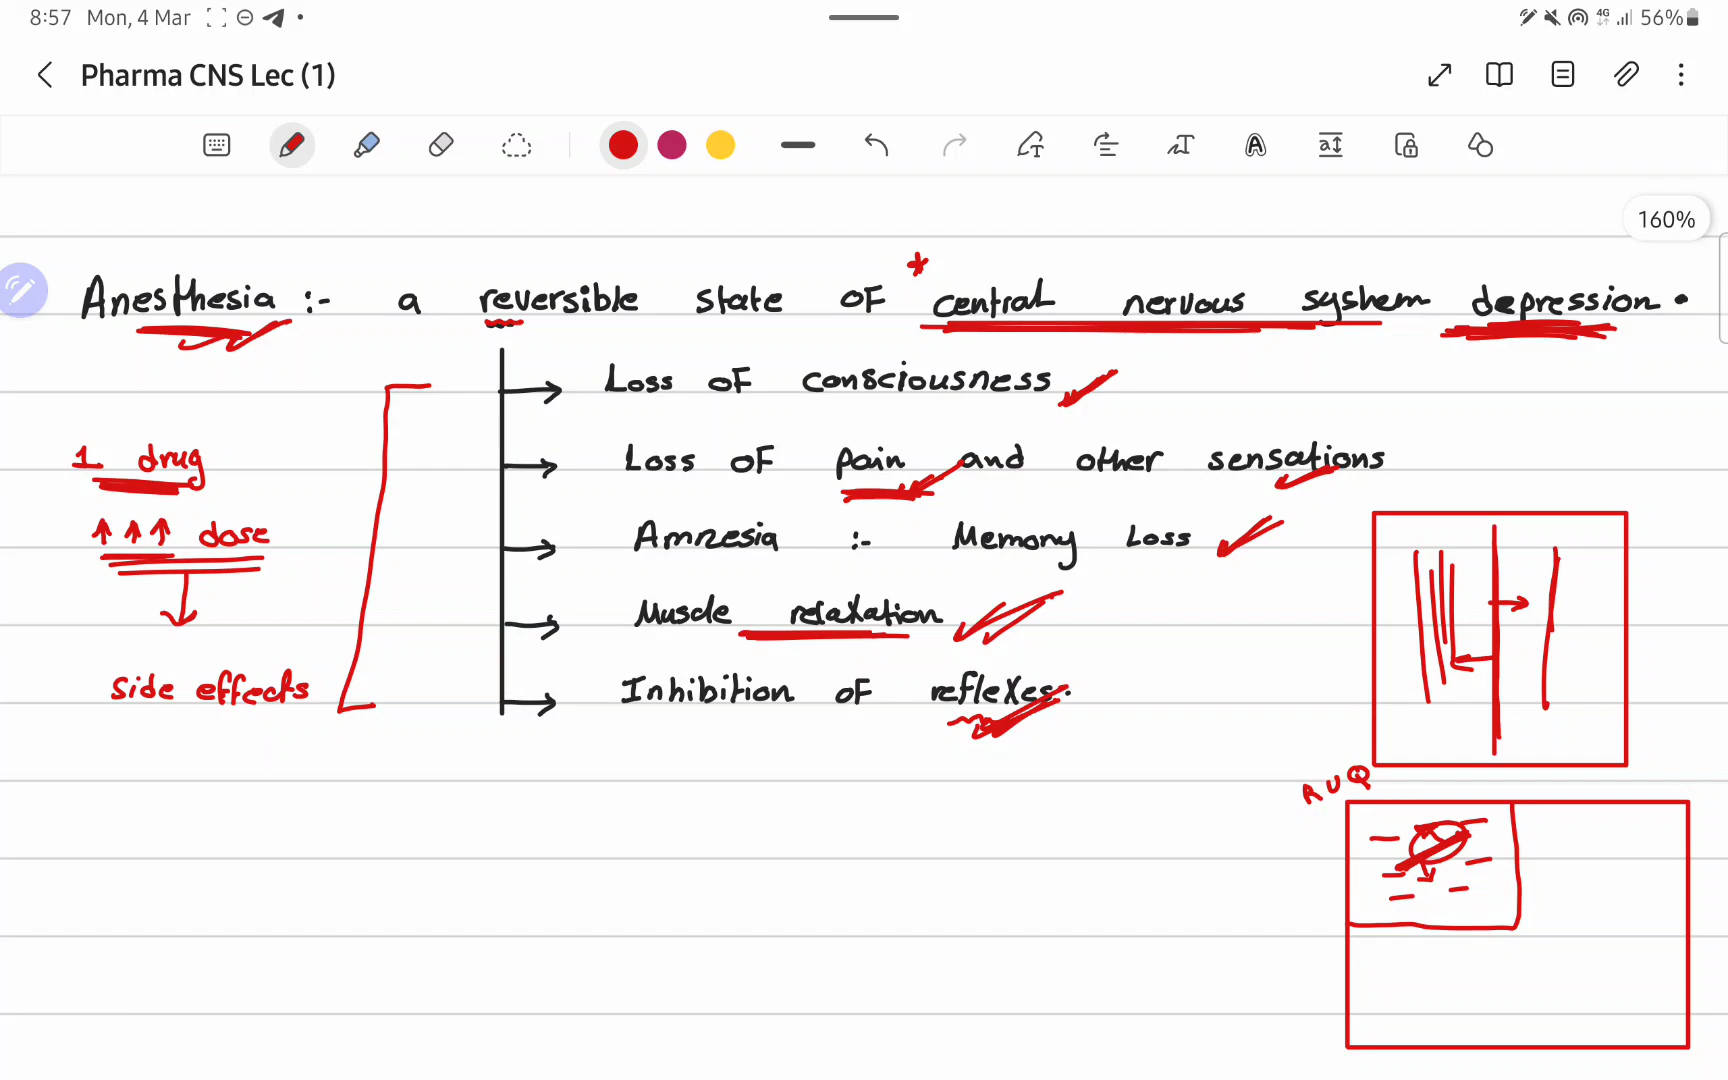 8:57 Mon, 4 Mar
4G 56%
Pharma CNS Lec (1)
160%
Anesthesia :- a reversible state of central nervous system depression.
Loss of consciousness
Loss of pain and other sensations
Amnesia :- Memory Loss
Muscle relaxation
Inhibition of reflexes.
1 drug
↑↑↑ dose
side effects
RUQ